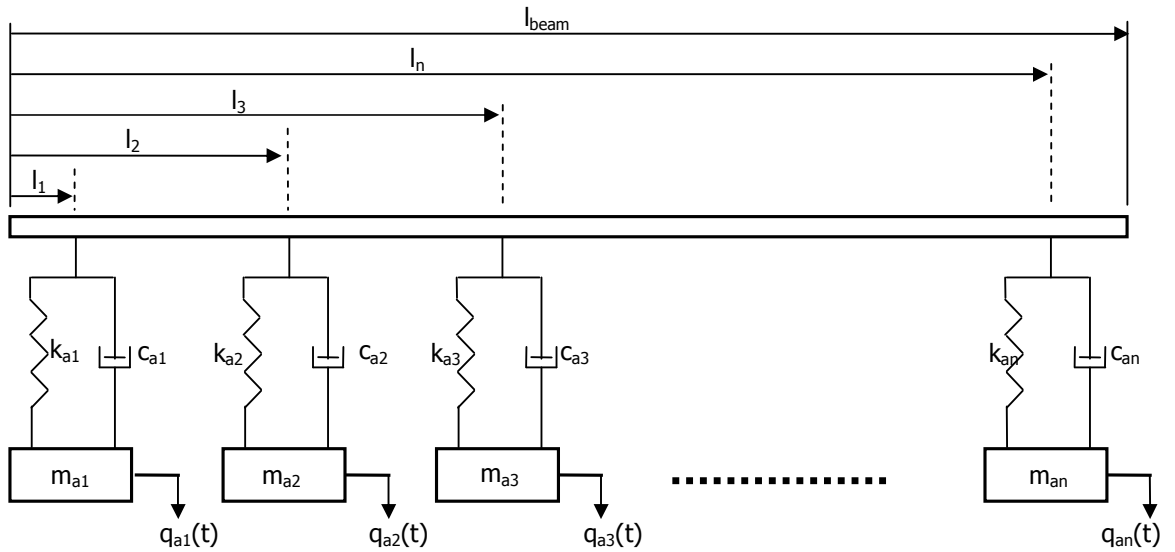 l_beam
l_n
l_3
l_2
l_1
k_a1 c_a1 k_a2 c_a2 k_a3 c_a3 k_an c_an
m_a1 m_a2 m_a3 m_an
q_a1(t) q_a2(t) q_a3(t) q_an(t)